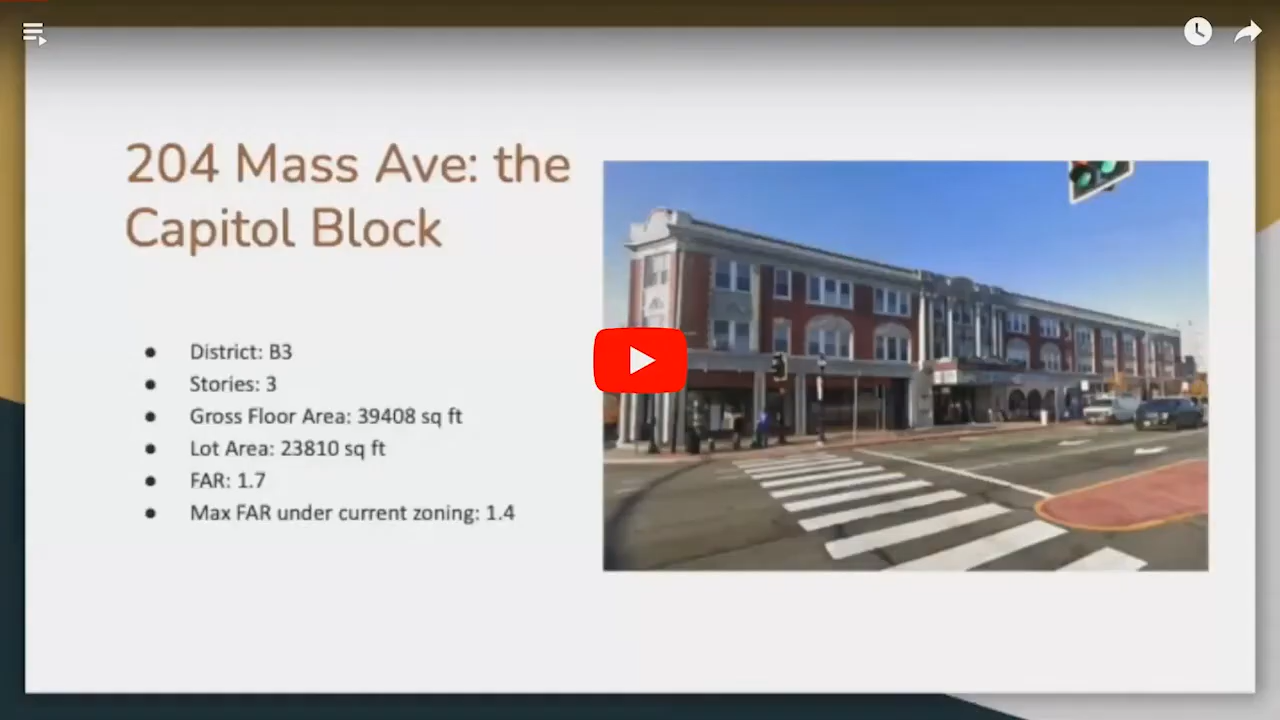 204 Mass Ave: the
Capitol Block
● District: B3
● Stories: 3
● Gross Floor Area: 39408 sq ft
● Lot Area: 23810 sq ft
● FAR: 1.7
● Max FAR under current zoning: 1.4